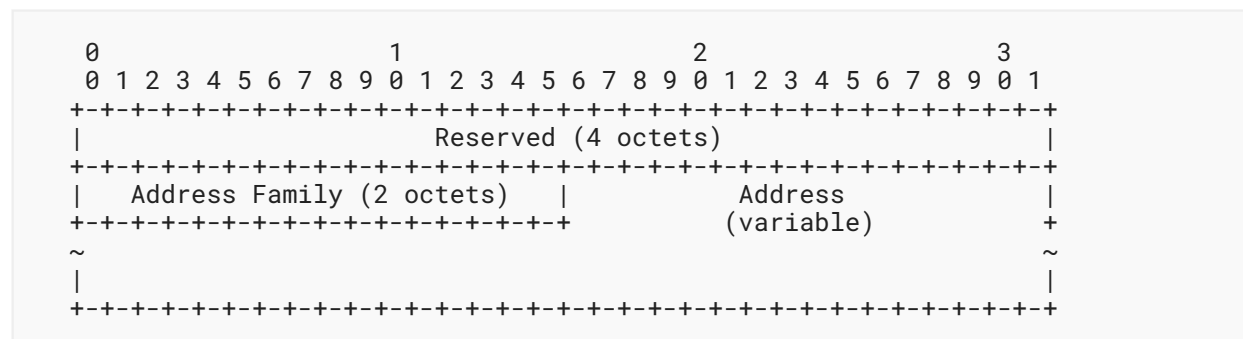 0                   1                   2                   3
 0 1 2 3 4 5 6 7 8 9 0 1 2 3 4 5 6 7 8 9 0 1 2 3 4 5 6 7 8 9 0 1
+-+-+-+-+-+-+-+-+-+-+-+-+-+-+-+-+-+-+-+-+-+-+-+-+-+-+-+-+-+-+-+-+
|                       Reserved (4 octets)                     |
+-+-+-+-+-+-+-+-+-+-+-+-+-+-+-+-+-+-+-+-+-+-+-+-+-+-+-+-+-+-+-+-+
|   Address Family (2 octets)   |           Address             |
+-+-+-+-+-+-+-+-+-+-+-+-+-+-+-+-+          (variable)           +
~                                                               ~
|                                                               |
+-+-+-+-+-+-+-+-+-+-+-+-+-+-+-+-+-+-+-+-+-+-+-+-+-+-+-+-+-+-+-+-+